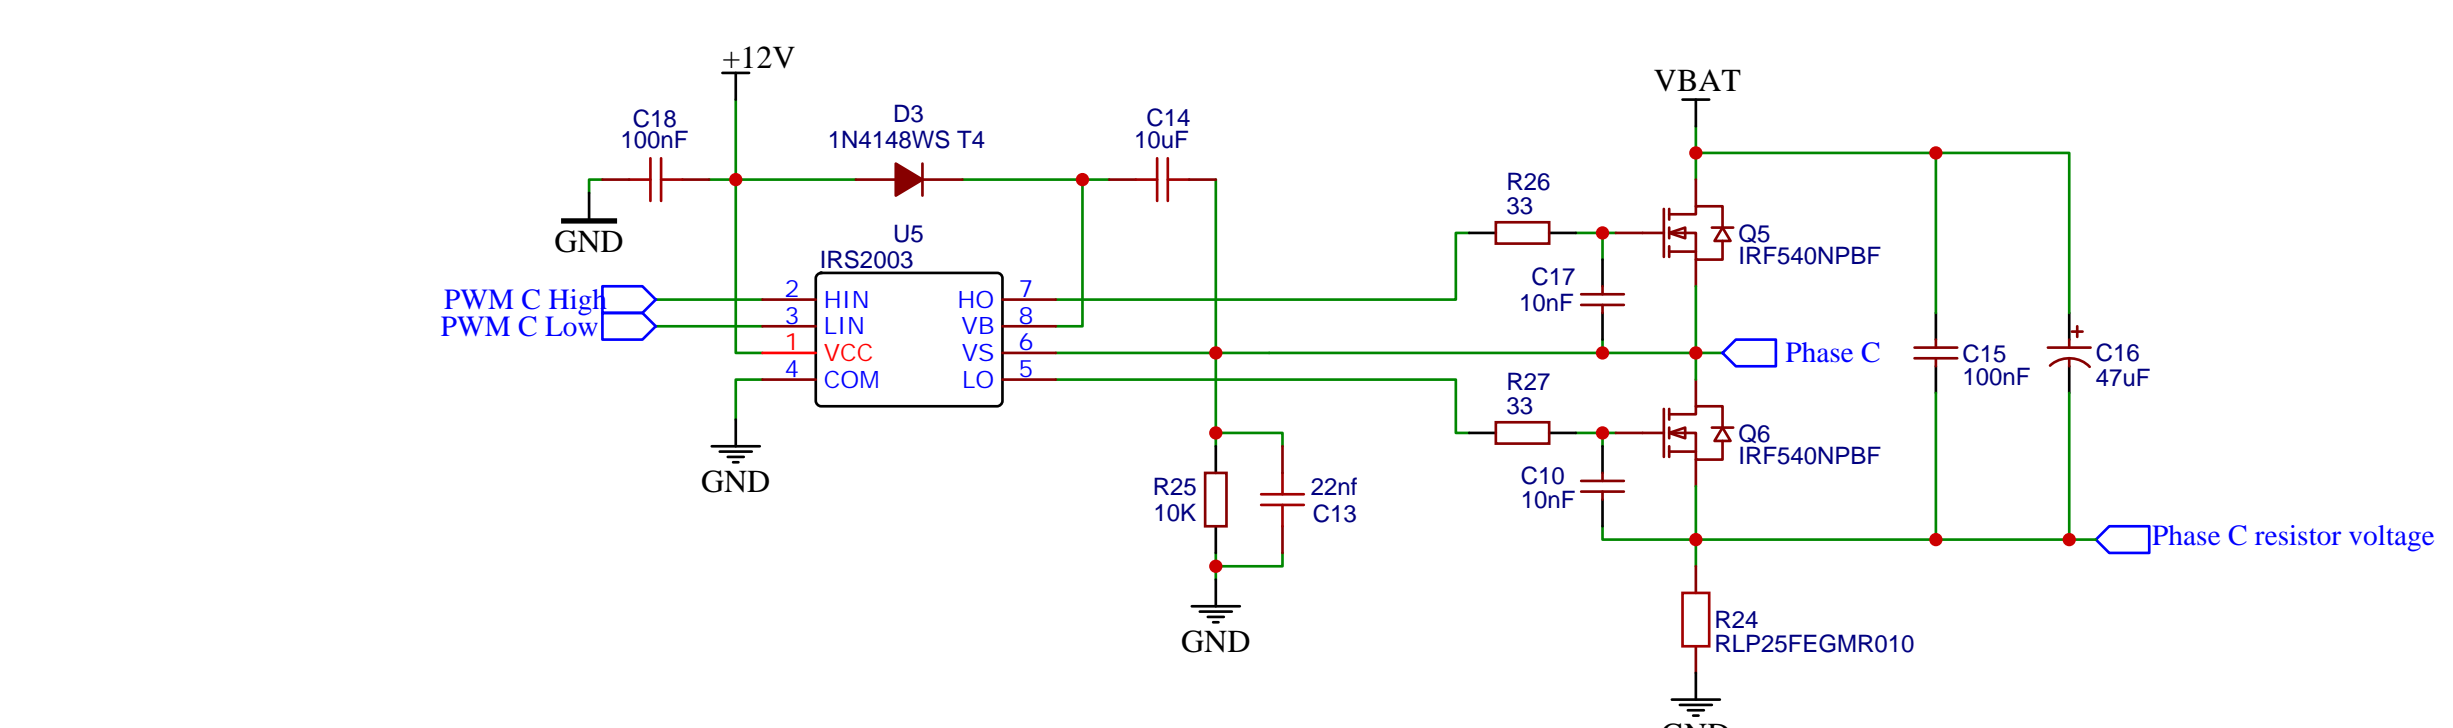 +12V
VBAT
C18
100nF
D3
1N4148WS T4
C14
10uF
GND
U5
IRS2003
R26
33
Q5
IRF540NPBF
C17
10nF
PWM C High
PWM C Low
2 HIN
3 LIN
1 VCC
4 COM
HO 7
VB 8
VS 6
LO 5
Phase C
C15
100nF
+
C16
47uF
R27
33
Q6
IRF540NPBF
C10
10nF
GND
R25
10K
22nf
C13
Phase C resistor voltage
GND
R24
RLP25FEGMR010
GND